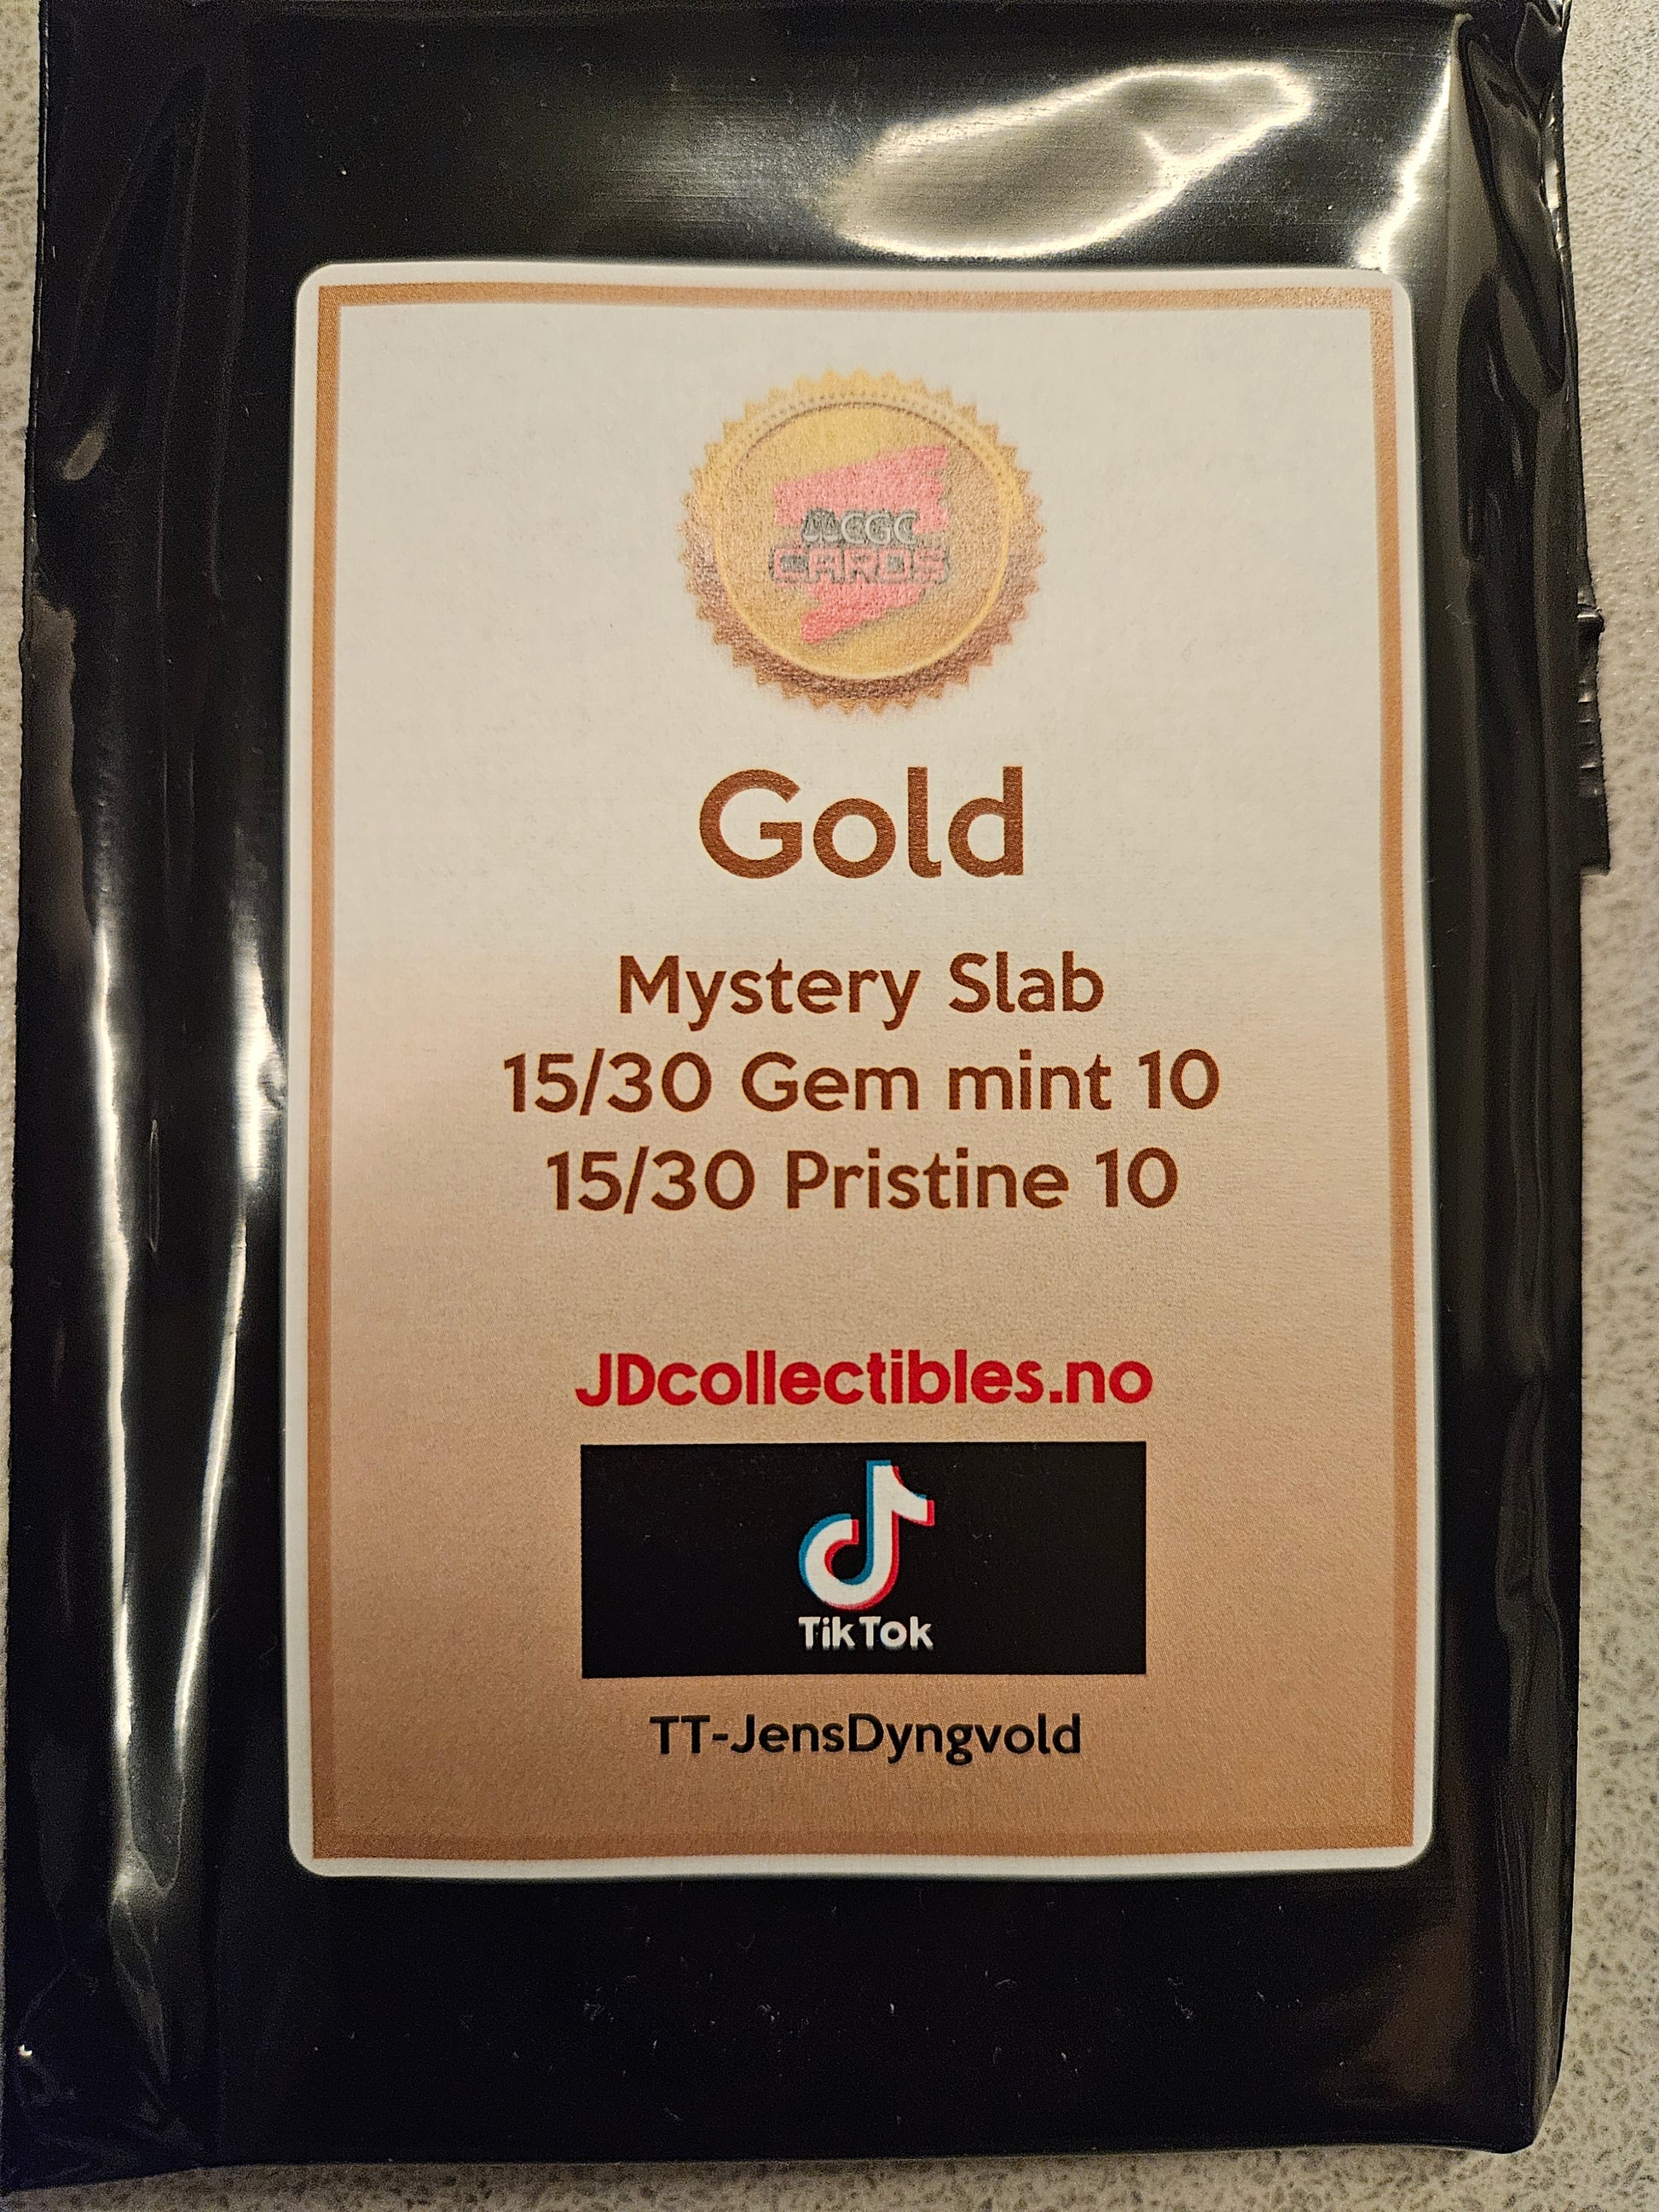 CGC
CARDS
Gold
Mystery Slab
15/30 Gem mint 10
15/30 Pristine 10
JDcollectibles.no
TikTok
TT-JensDyngvold